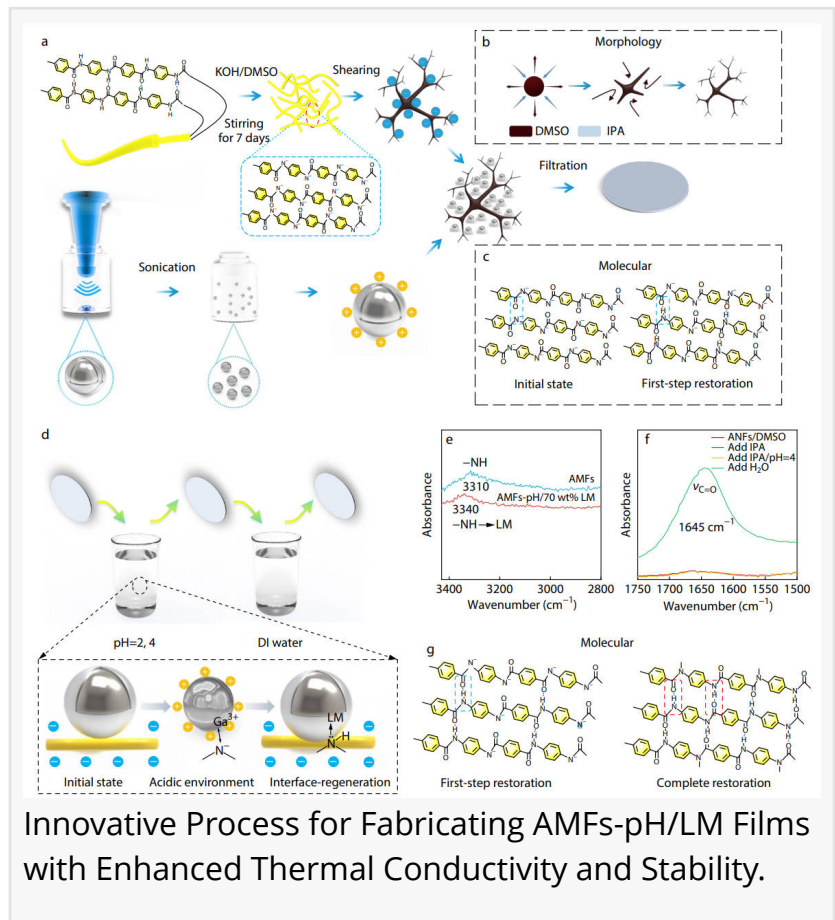 a
KOH/DMSO
Stirring
for 7 days
Shearing
b
Morphology
DMSO
IPA
Filtration
Sonication
c
Molecular
Initial state
First-step restoration
d
pH=2, 4
DI water
Ga3+
N−
LM
N
H
Initial state
Acidic environment
Interface-regeneration
e
−NH
3310
AMFs
AMFs-pH/70 wt% LM
3340
−NH→LM
Absorbance
3400 3200 3000 2800
Wavenumber (cm−1)
f
ANFs/DMSO
Add IPA
Add IPA/pH=4
Add H2O
νC=O
1645 cm−1
Absorbance
1750 1700 1650 1600 1550 1500
Wavenumber (cm−1)
g
Molecular
First-step restoration
Complete restoration
Innovative Process for Fabricating AMFs-pH/LM Films
with Enhanced Thermal Conductivity and Stability.